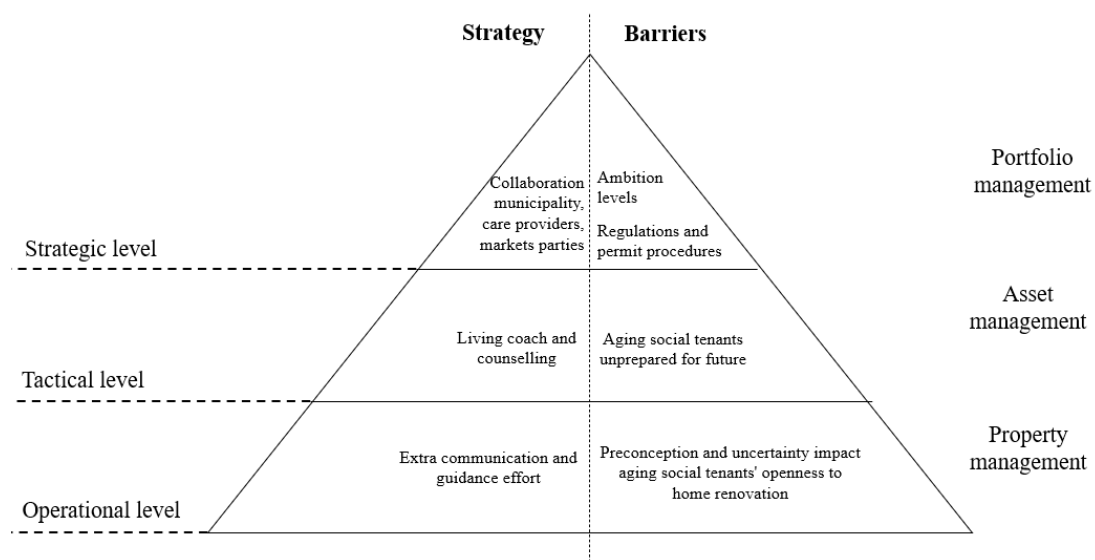 Strategy
Barriers
Portfolio
management
Collaboration
municipality,
care providers,
markets parties
Ambition
levels
Regulations and
permit procedures
Strategic level
Asset
management
Living coach and
counselling
Aging social tenants
unprepared for future
Tactical level
Property
management
Extra communication and
guidance effort
Preconception and uncertainty impact
aging social tenants' openness to
home renovation
Operational level